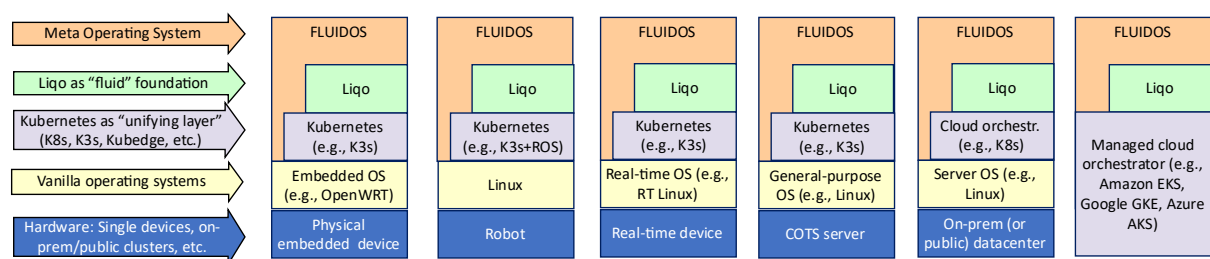 Meta Operating System
Liqo as “fluid” foundation
Kubernetes as “unifying layer”
(K8s, K3s, Kubedge, etc.)
Vanilla operating systems
Hardware: Single devices, on-
prem/public clusters, etc.
FLUIDOS
Liqo
Kubernetes
(e.g., K3s)
Embedded OS
(e.g., OpenWRT)
Physical
embedded device
FLUIDOS
Liqo
Kubernetes
(e.g., K3s+ROS)
Linux
Robot
FLUIDOS
Liqo
Kubernetes
(e.g., K3s)
Real-time OS (e.g.,
RT Linux)
Real-time device
FLUIDOS
Liqo
Kubernetes
(e.g., K3s)
General-purpose
OS (e.g., Linux)
COTS server
FLUIDOS
Liqo
Cloud orchestr.
(e.g., K8s)
Server OS (e.g.,
Linux)
On-prem (or
public) datacenter
FLUIDOS
Liqo
Managed cloud
orchestrator (e.g.,
Amazon EKS,
Google GKE, Azure
AKS)